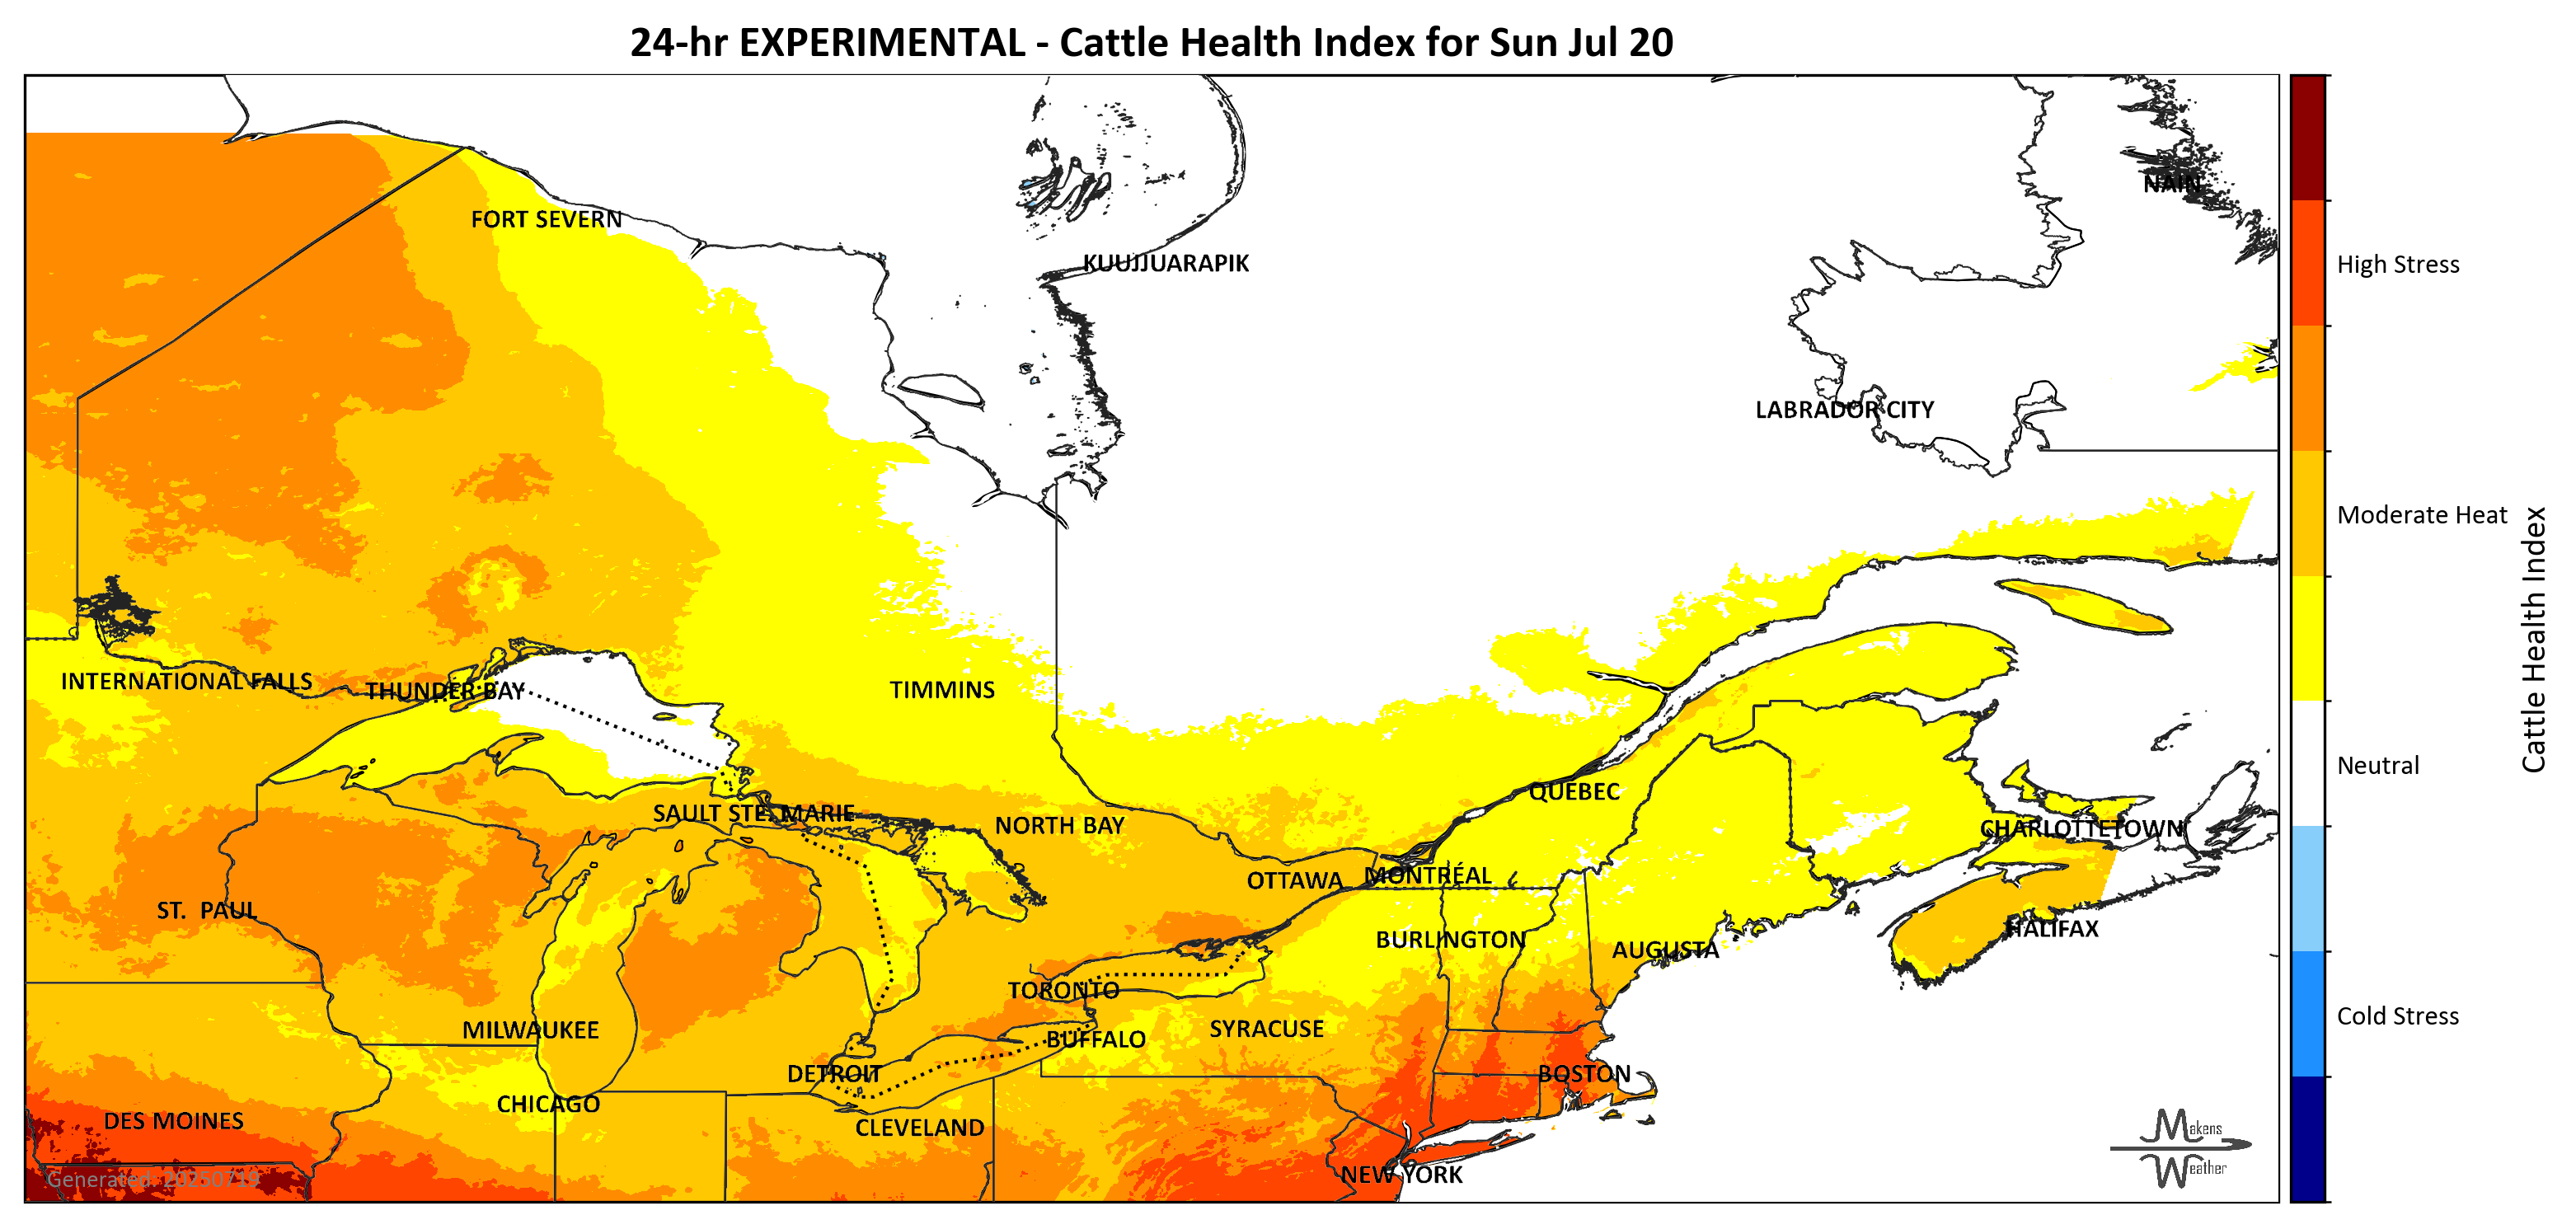 24-hr EXPERIMENTAL - Cattle Health Index for Sun Jul 20
NAIN
FORT SEVERN
KUUJJUARAPIK
High Stress
LABRADOR CITY
Moderate Heat
INTERNATIONAL FALLS
THUNDER BAY
TIMMINS
Cattle Health Index
Neutral
QUEBEC
SAULT STE. MARIE
NORTH BAY
CHARLOTTETOWN
OTTAWA
MONTRÉAL
ST. PAUL
BURLINGTON
AUGUSTA
HALIFAX
TORONTO
MILWAUKEE
BUFFALO
SYRACUSE
Cold Stress
DETROIT
BOSTON
CHICAGO
DES MOINES
CLEVELAND
NEW YORK
Makens
Weather
Generated: 20250719